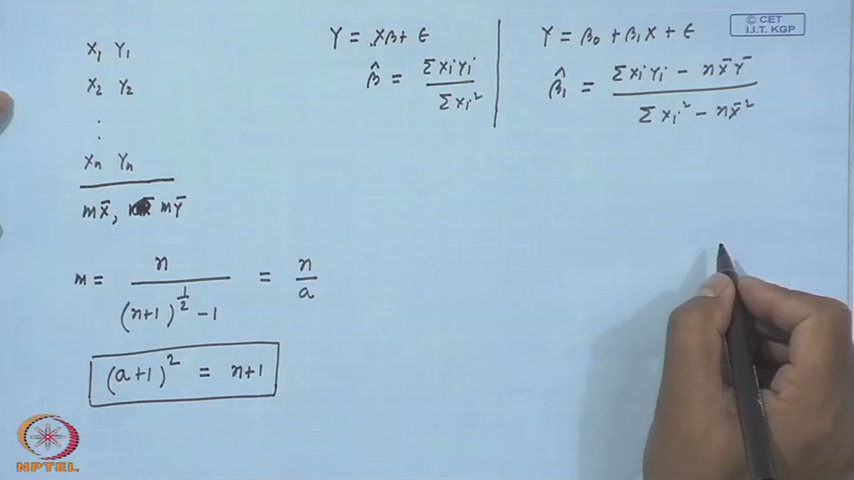 X1 Y1
X2 Y2
⋮
Xn Yn
mX̄, mȲ
m = n / ((n+1)^(1/2) - 1) = n/a
(a+1)^2 = n+1
Y = Xβ + ε
β̂ = ΣXiYi / ΣXi^2
Y = β0 + β1X + ε
β̂1 = (ΣXiYi - nX̄Ȳ) / (ΣXi^2 - nX̄^2)
© CET
I.I.T. KGP
NPTEL